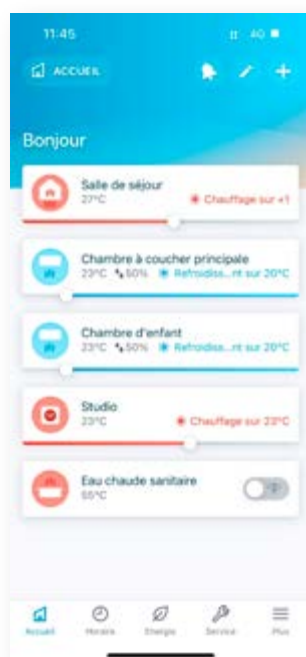 11:45
4G
ACCUEIL
Bonjour
Salle de séjour
27°C Chauffage sur +1
Chambre à coucher principale
23°C 50% Refroidiss...nt sur 20°C
Chambre d'enfant
23°C 50% Refroidiss...nt sur 20°C
Studio
23°C Chauffage sur 23°C
Eau chaude sanitaire
55°C
Accueil Horaire Energie Service Plus